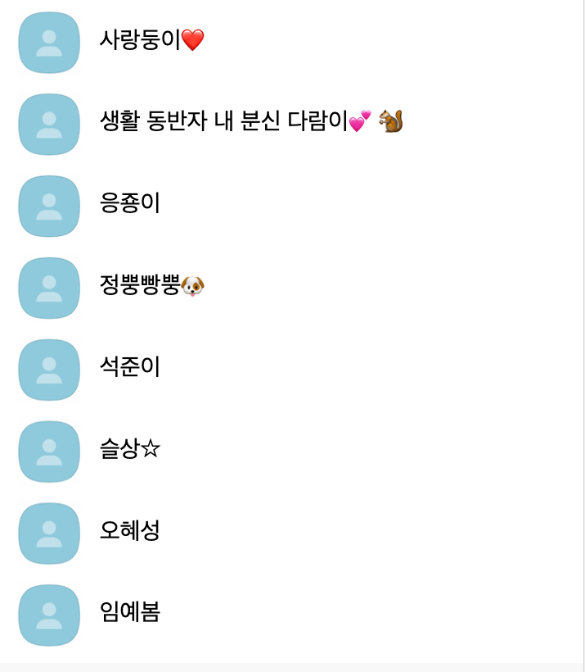 사랑둥이❤️
생활 동반자 내 분신 다람이💕 🐿️
응죵이
정뿡빵뿡🐶
석준이
슬상☆
오혜성
임예봄